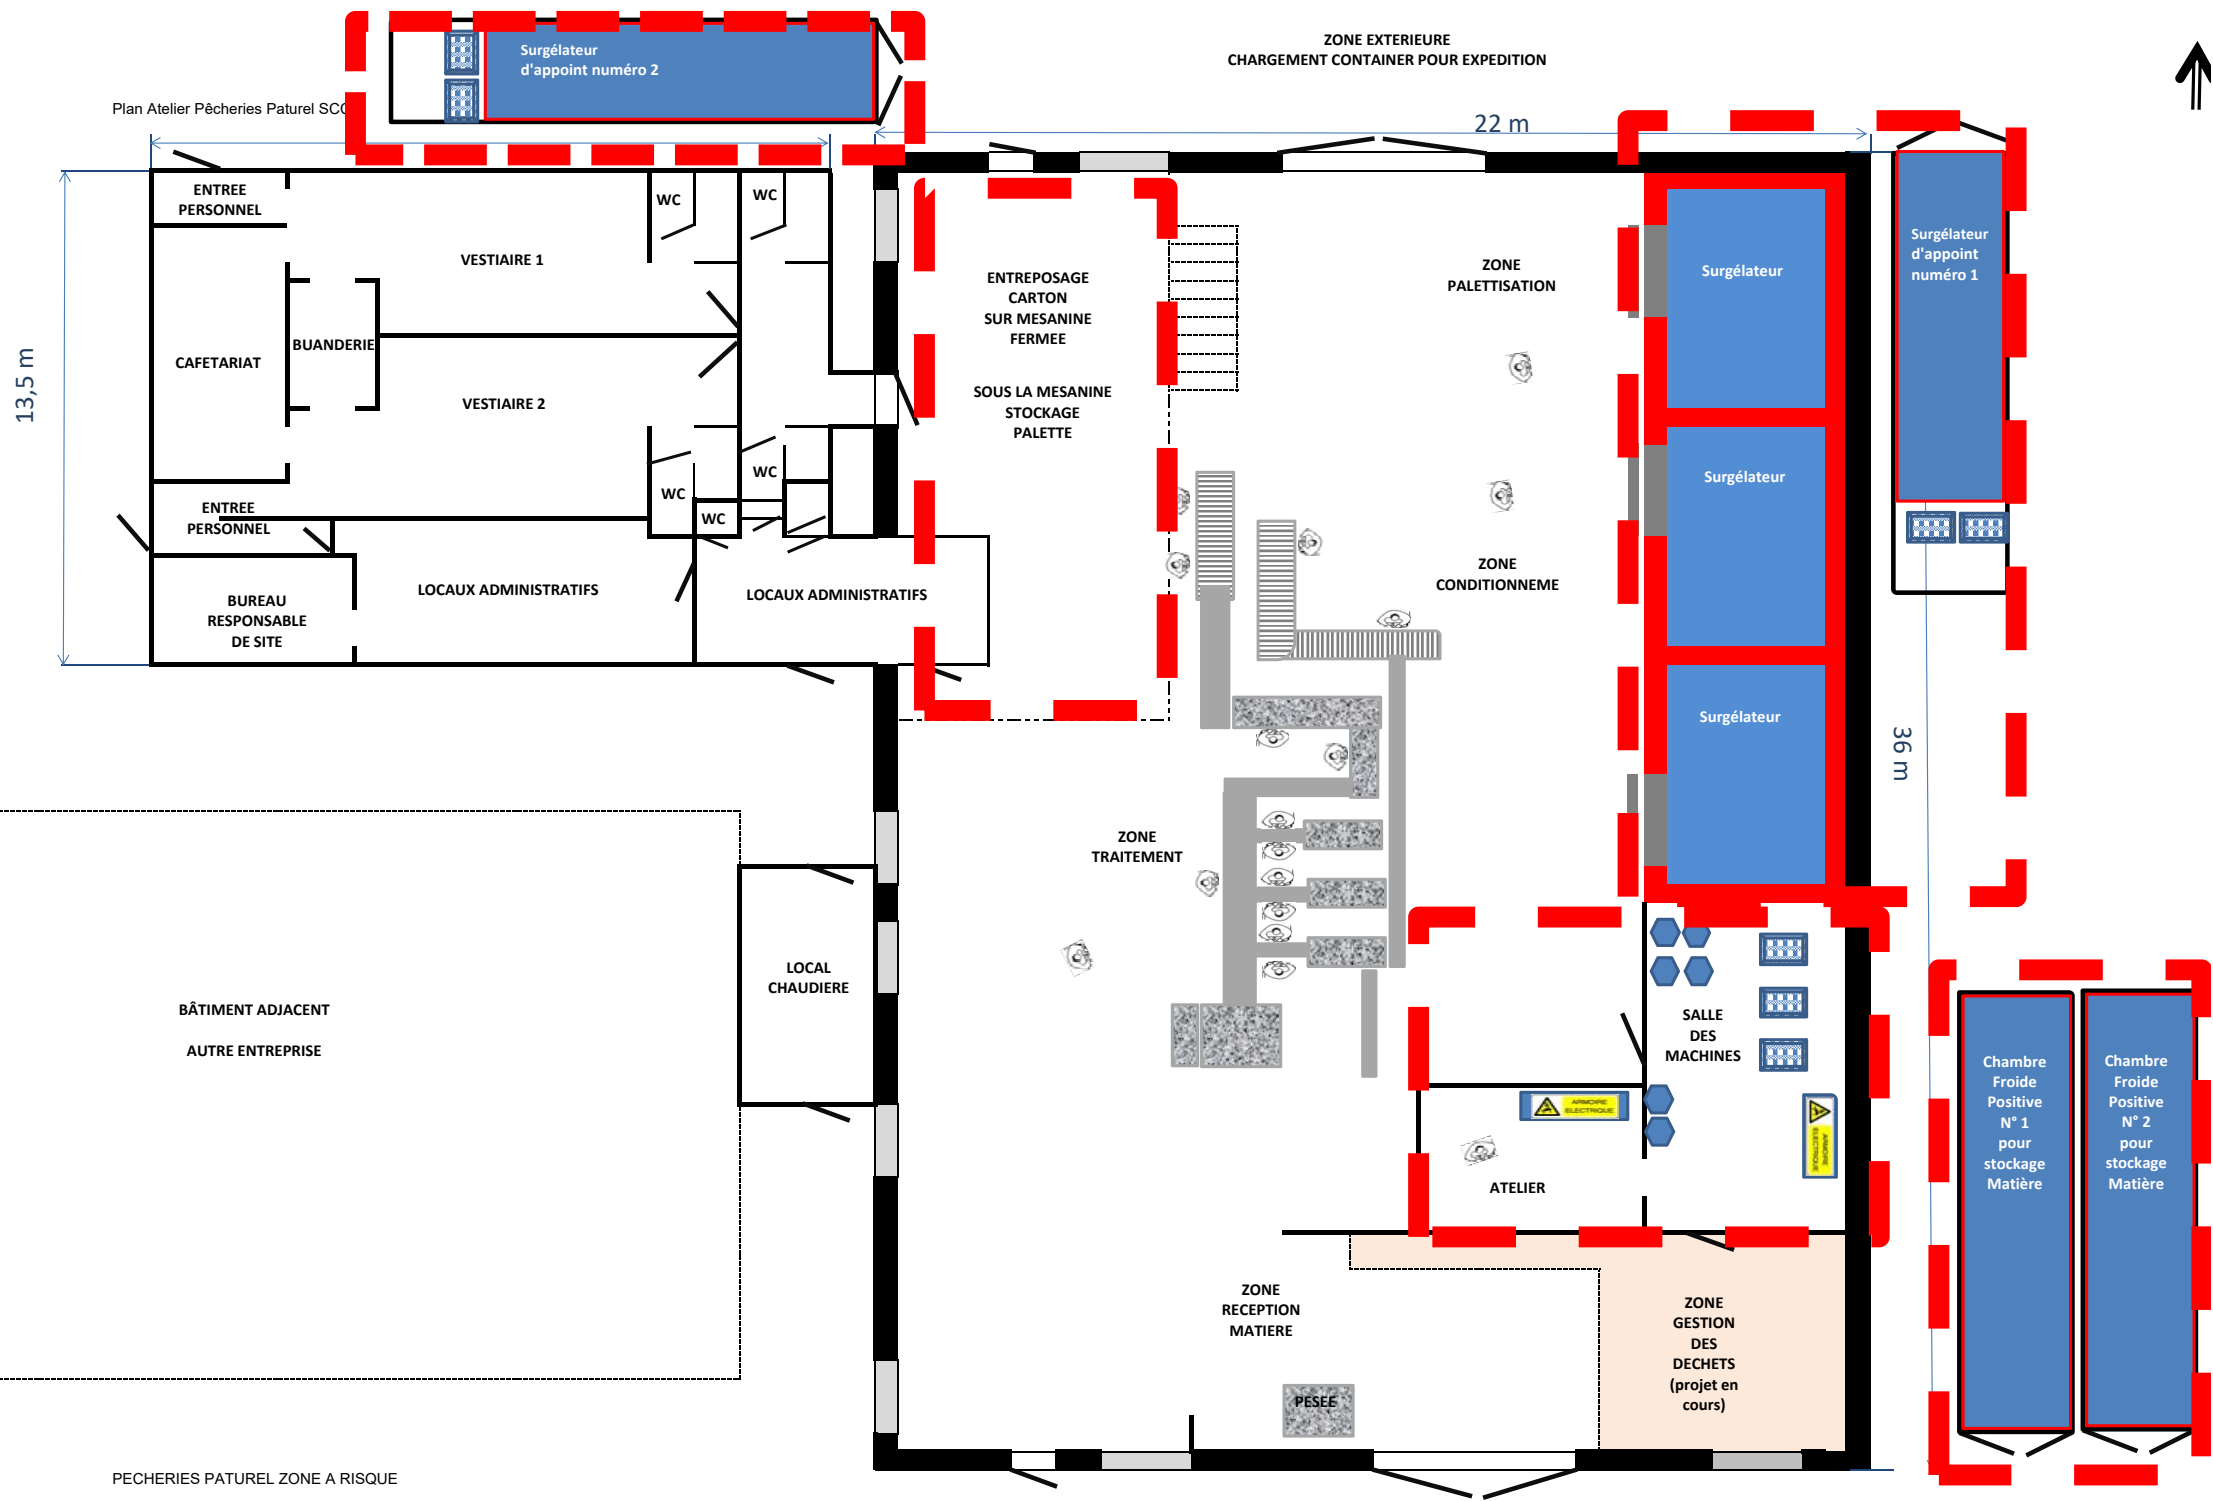 Surgélateur
d'appoint numéro 2
ZONE EXTERIEURE
CHARGEMENT CONTAINER POUR EXPEDITION
Plan Atelier Pêcheries Paturel
22 m
ENTREE
PERSONNEL
WC
WC
VESTIAIRE 1
CAFETARIAT
BUANDERIE
13,5 m
VESTIAIRE 2
WC
WC
WC
ENTREE
PERSONNEL
BUREAU
RESPONSABLE
DE SITE
LOCAUX ADMINISTRATIFS
LOCAUX ADMINISTRATIFS
ENTREPOSAGE
CARTON
SUR MESANINE
FERMEE
SOUS LA MESANINE
STOCKAGE
PALETTE
ZONE
PALETTISATION
Surgélateur
Surgélateur
d'appoint
numéro 1
Surgélateur
ZONE
CONDITIONNEME
Surgélateur
36 m
ZONE
TRAITEMENT
LOCAL
CHAUDIERE
BÂTIMENT ADJACENT
AUTRE ENTREPRISE
SALLE
DES
MACHINES
ARMOIRE
ELECTRIQUE
ARMOIRE
ELECTRIQUE
ATELIER
Chambre
Froide
Positive
N° 1
pour
stockage
Matière
Chambre
Froide
Positive
N° 2
pour
stockage
Matière
ZONE
RECEPTION
MATIERE
ZONE
GESTION
DES
DECHETS
(projet en
cours)
PESEE
PECHERIES PATUREL ZONE A RISQUE